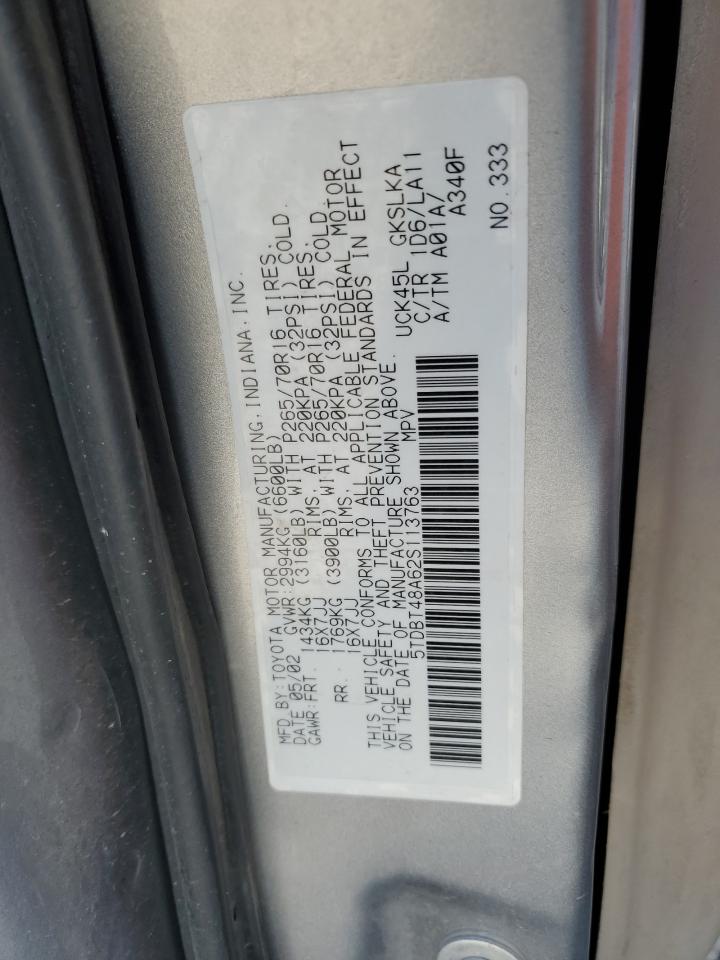 MFD. BY: TOYOTA MOTOR MANUFACTURING, INDIANA, INC.
DATE 05/02 GVWR: 2994KG (6600LB)
GAWR: FRT. 1434KG (3160LB) WITH P265/70R16 TIRES.
16X7JJ RIMS. AT 220KPA (32PSI) COLD.
RR. 1769KG (3900LB) WITH P265/70R16 TIRES.
16X7JJ RIMS. AT 220KPA (32PSI) COLD.
THIS VEHICLE CONFORMS TO ALL APPLICABLE FEDERAL MOTOR
VEHICLE SAFETY AND THEFT PREVENTION STANDARDS IN EFFECT
ON THE DATE OF MANUFACTURE SHOWN ABOVE.
5TDBT48A62S113763 MPV
UCK45L GKSLKA
C/TR 1D6/LA11
A/TM A01A/
A340F
NO. 333